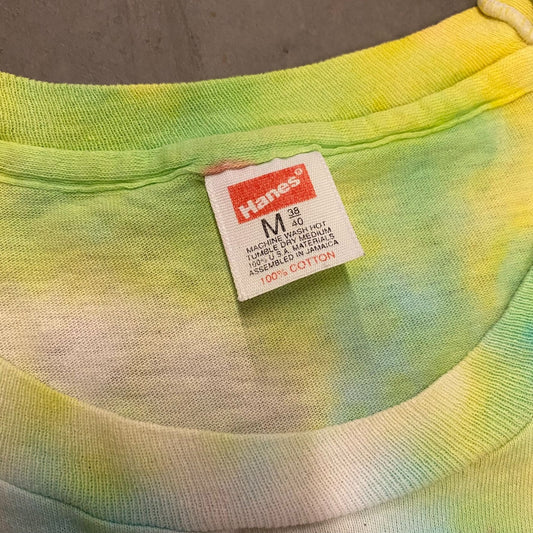 Hanes®
M 38/40
MACHINE WASH HOT
TUMBLE DRY MEDIUM
100% U.S.A. MATERIALS
ASSEMBLED IN JAMAICA
100% COTTON